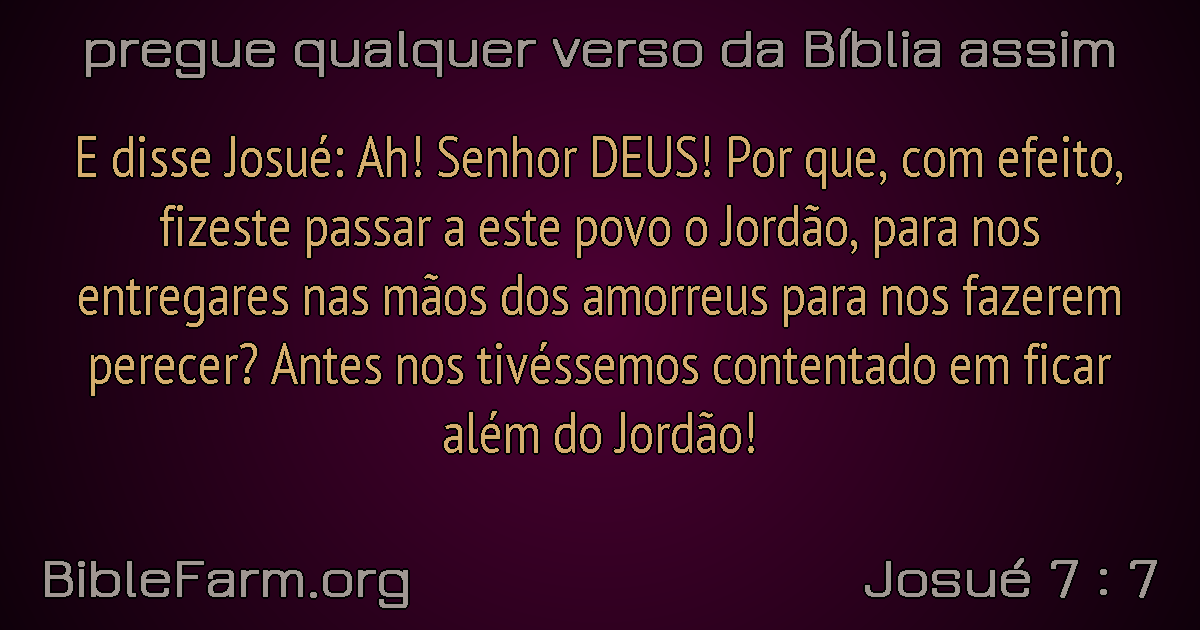 pregue qualquer verso da Bíblia assim
E disse Josué: Ah! Senhor DEUS! Por que, com efeito,
fizeste passar a este povo o Jordão, para nos
entregares nas mãos dos amorreus para nos fazerem
perecer? Antes nos tivéssemos contentado em ficar
além do Jordão!
BibleFarm.org
Josué 7 : 7